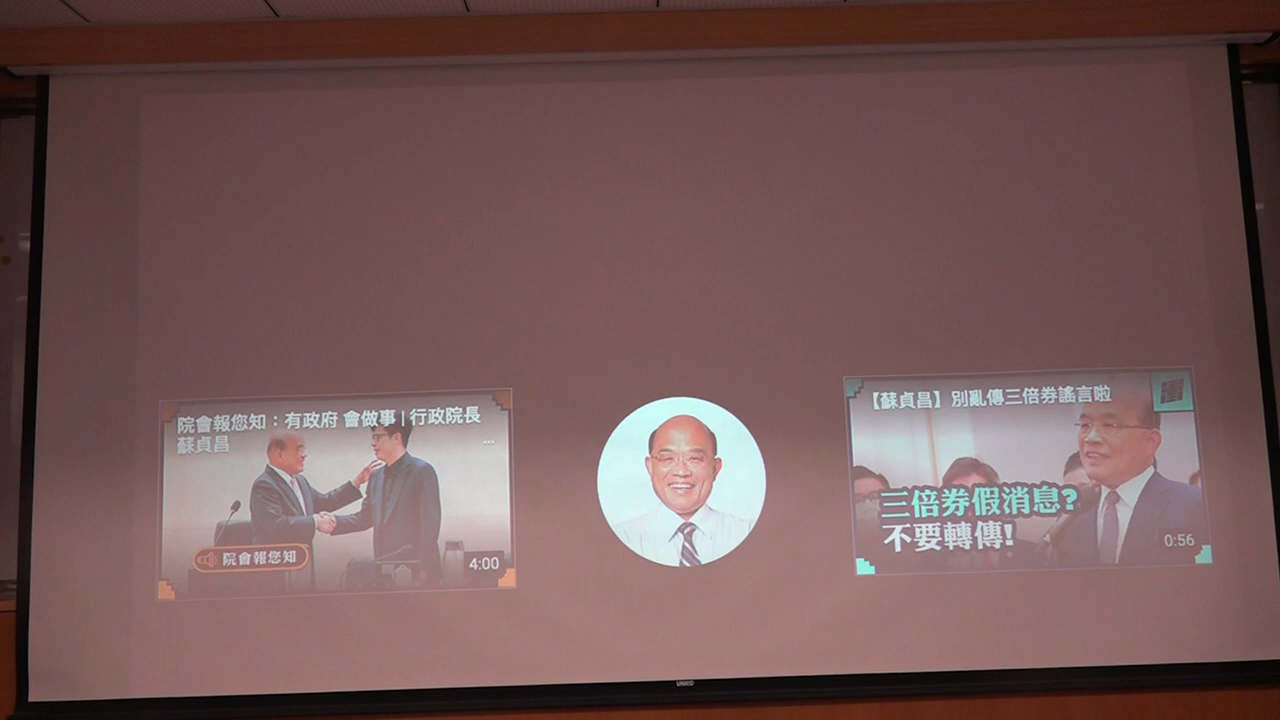 院會報您知：有政府 會做事 | 行政院長
蘇貞昌
...
院會報您知
4:00
【蘇貞昌】別亂傳三倍券謠言啦
三倍券假消息?
不要轉傳!
0:56